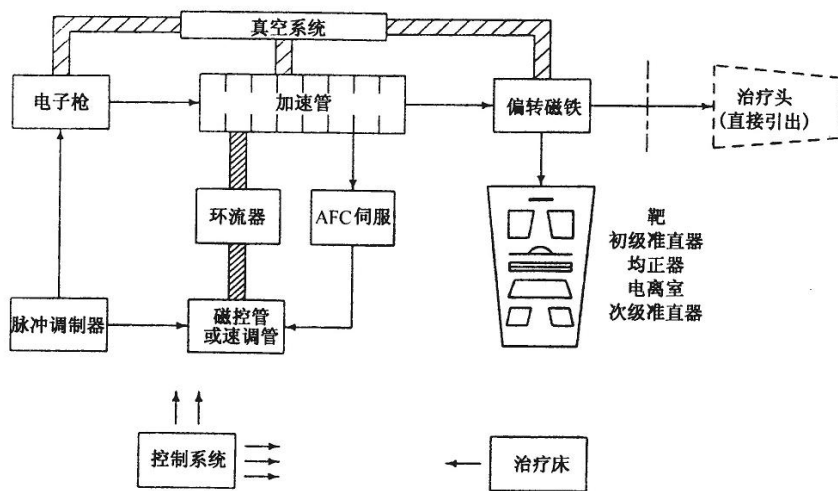 真空系统
电子枪
加速管
偏转磁铁
治疗头
(直接引出)
环流器
AFC伺服
靶
初级准直器
均正器
电离室
次级准直器
脉冲调制器
磁控管
或速调管
控制系统
治疗床